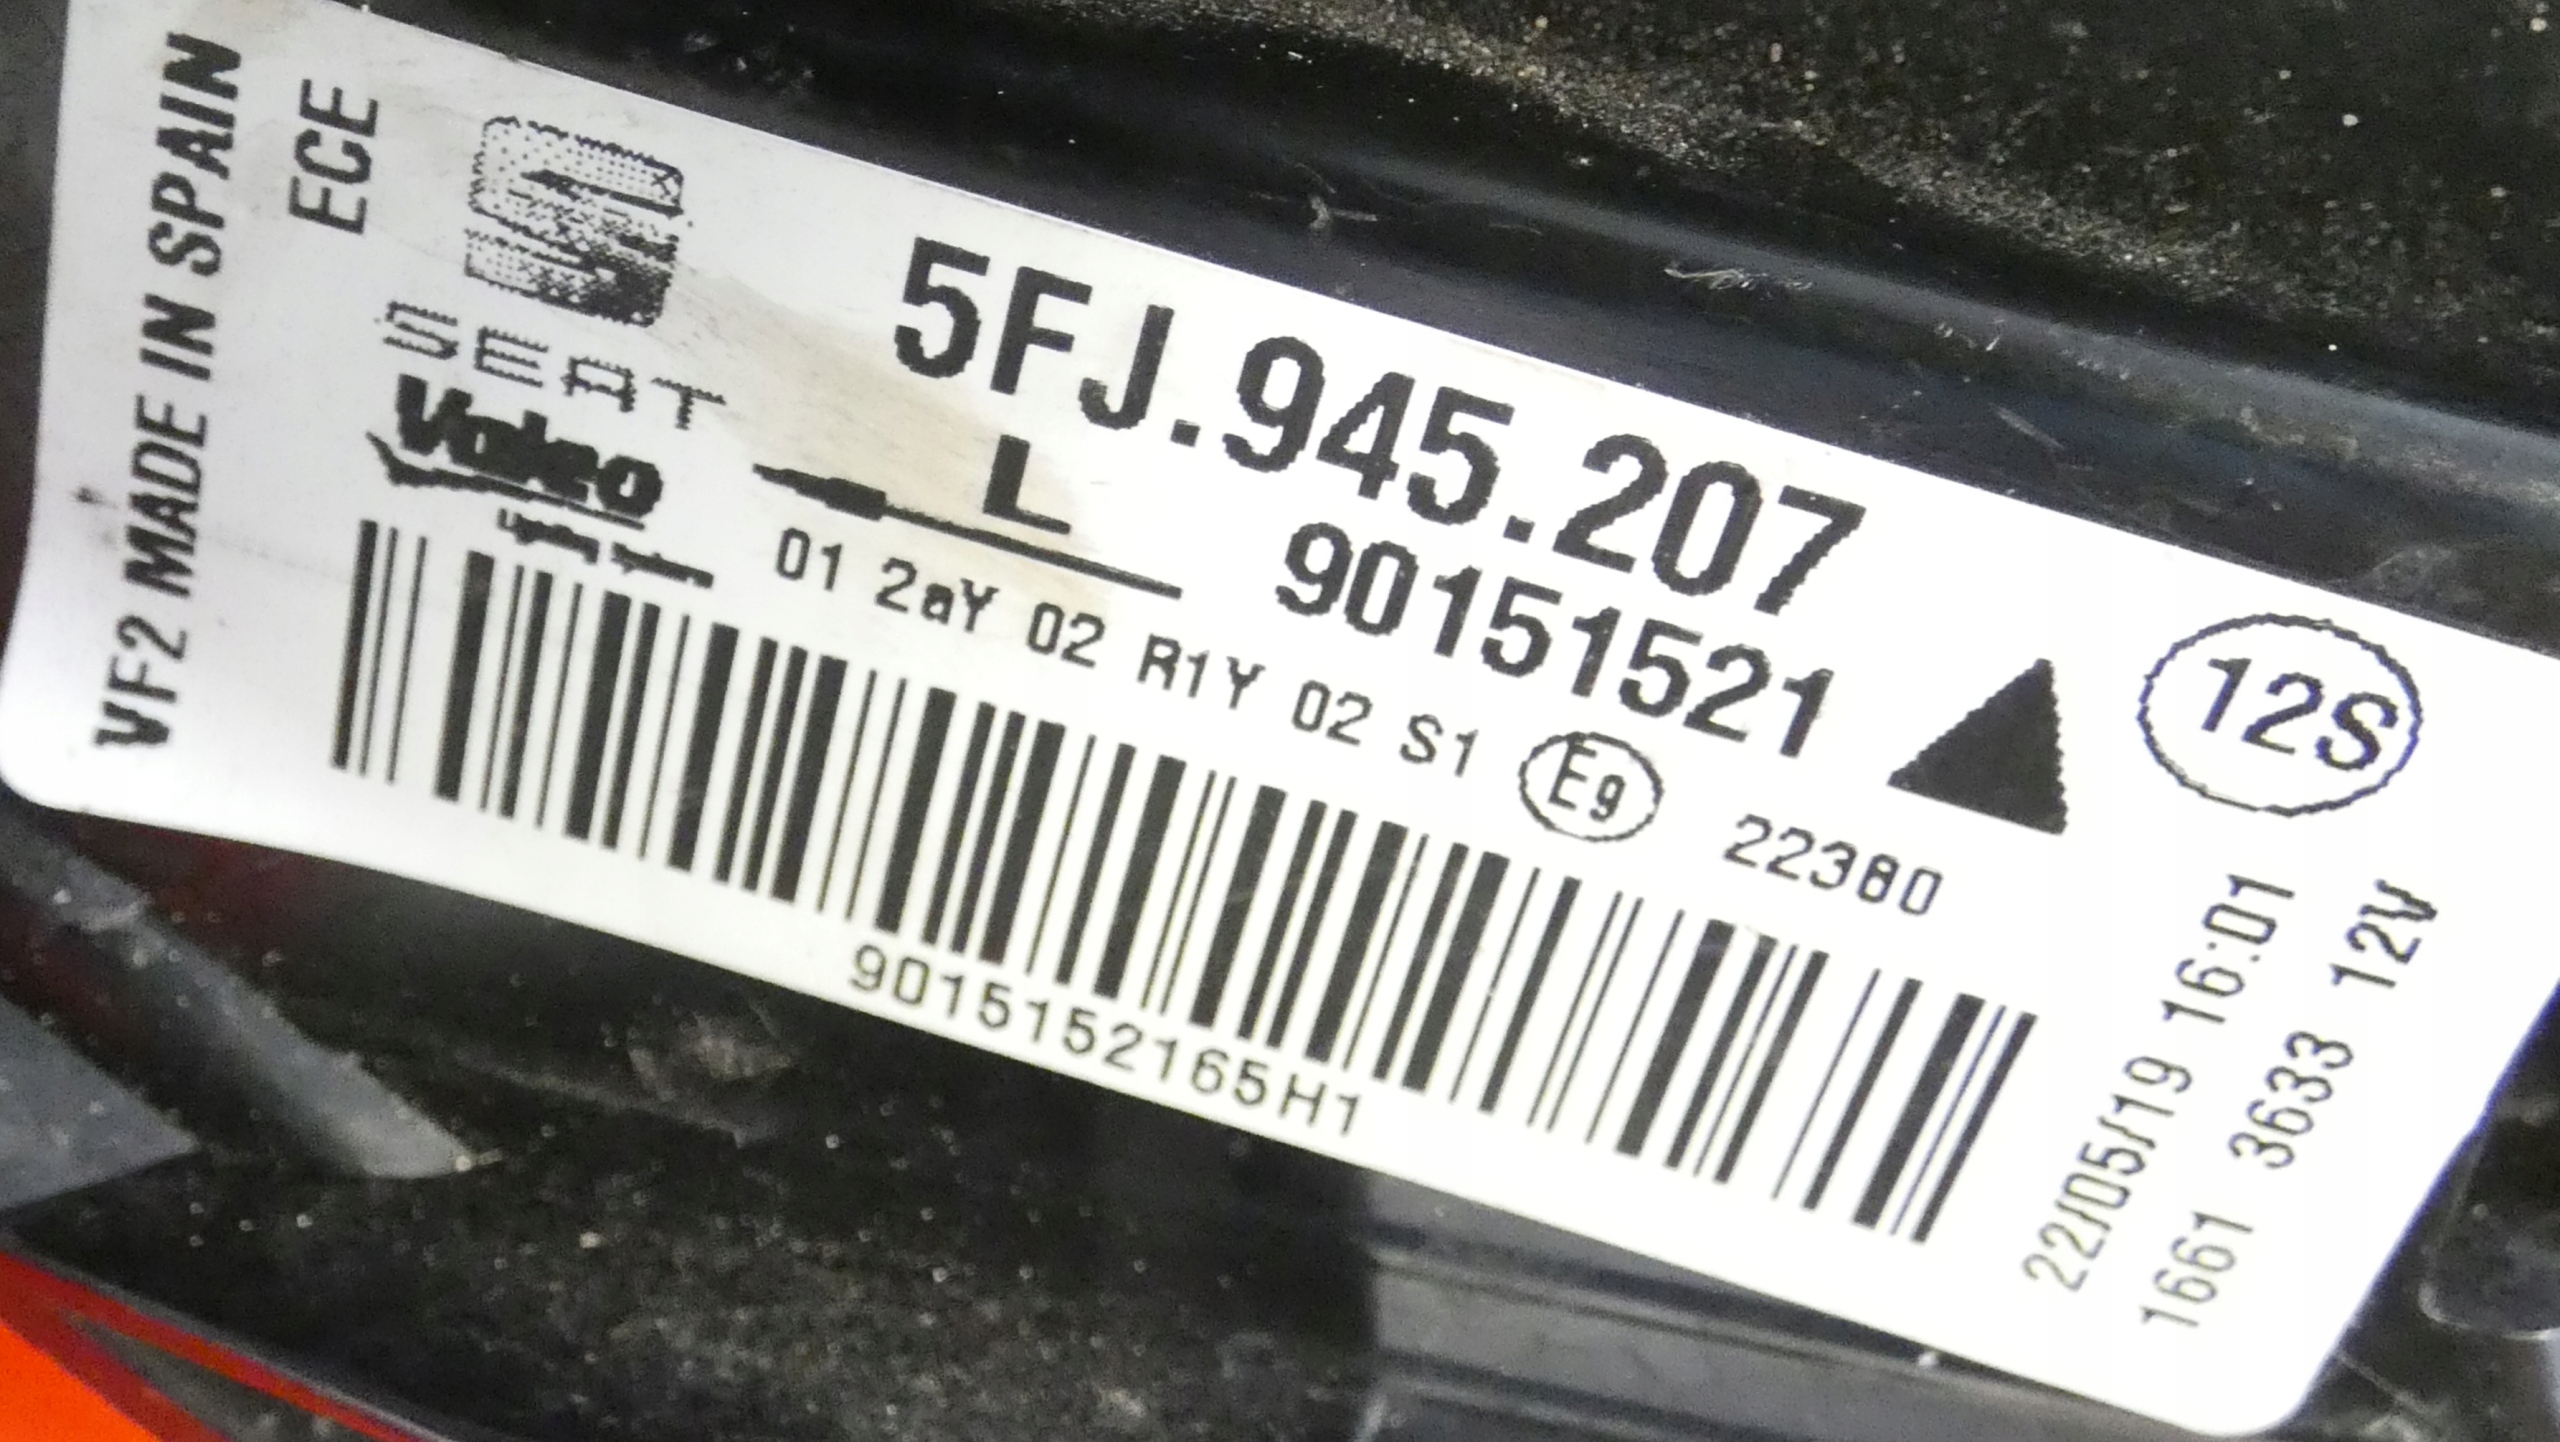 VF2 MADE IN SPAIN
ECE
SEAT
Valeo
5FJ.945.207
L
90151521
01 2aY 02 R1Y 02 S1 E9 22380
12S
9015152165H1
22/05/19 16:01
1661 3633 12V